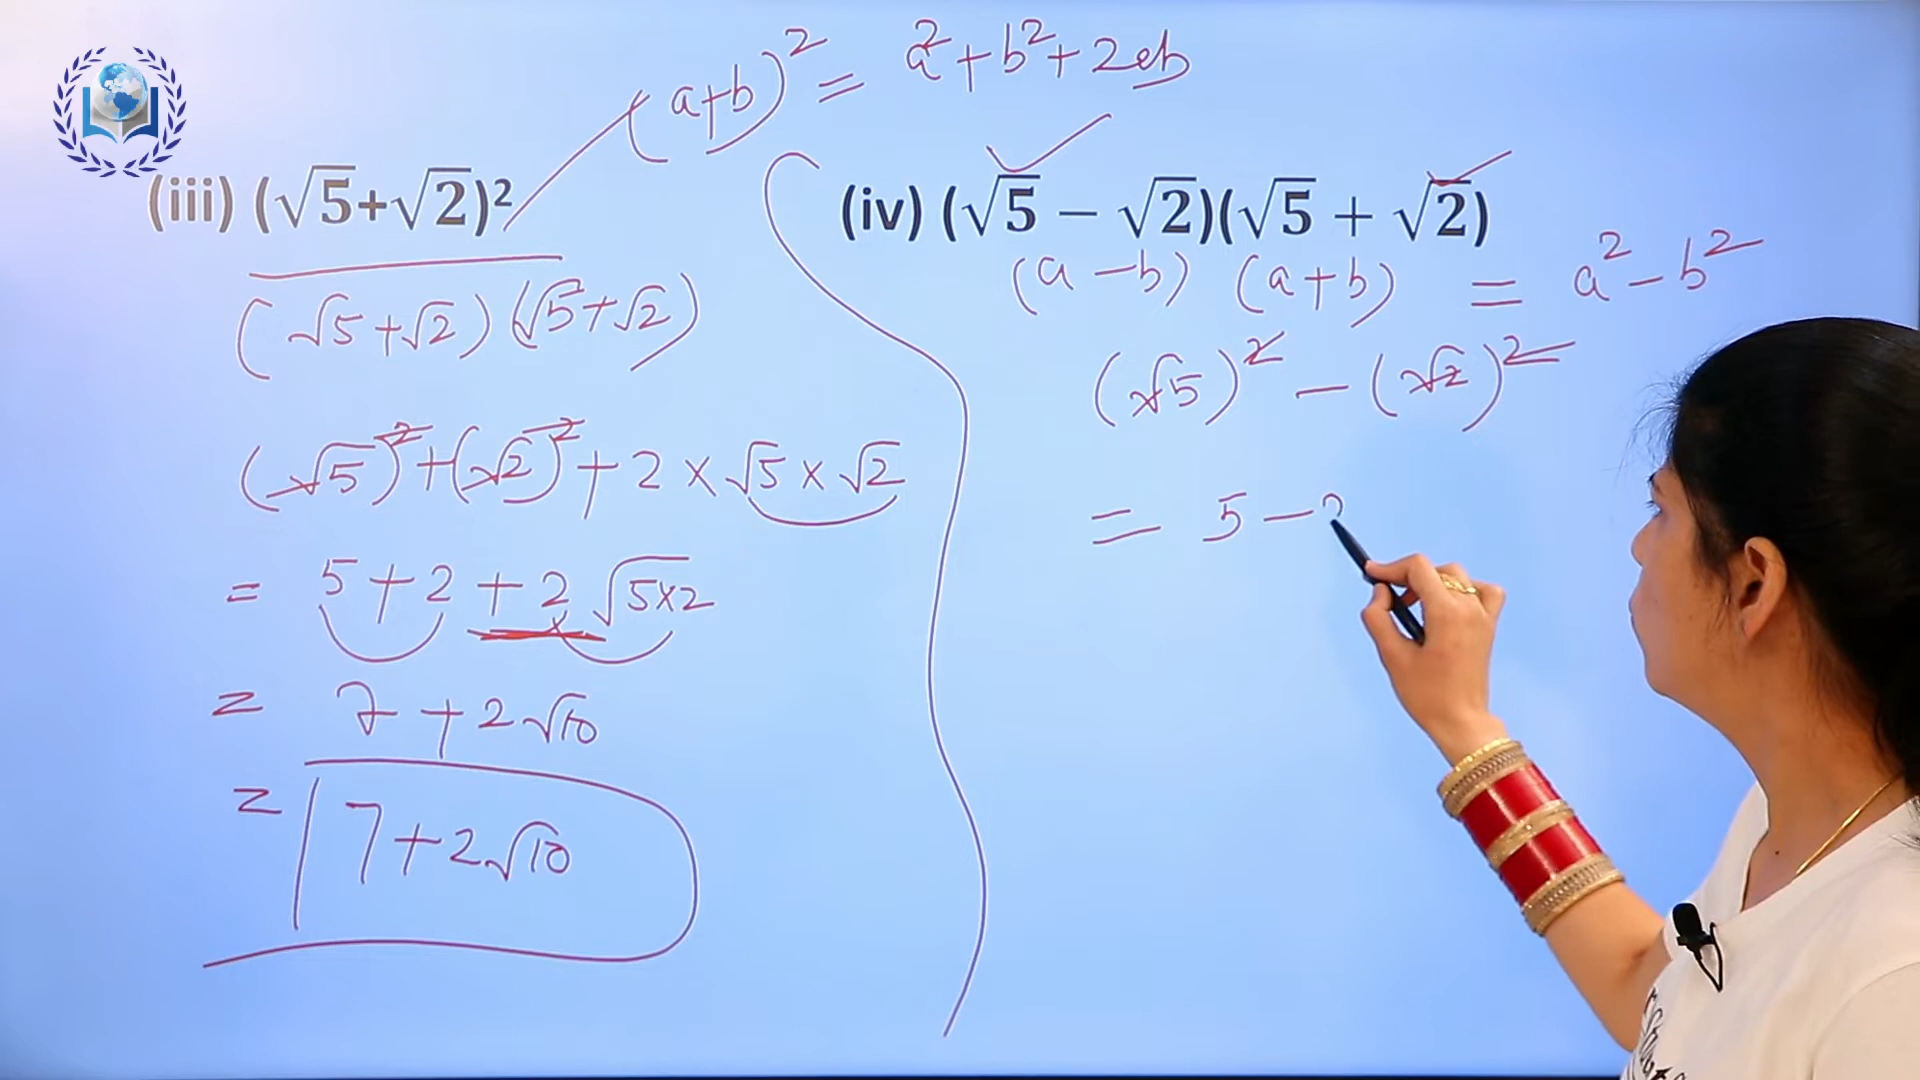 (a+b)² = a²+b²+2ab
(iii) (√5+√2)²
(√5+√2)(√5+√2)
(√5)²+(√2)²+2×√5×√2
= 5+2+2√5×2
= 7+2√10
= 7+2√10
(iv) (√5 − √2)(√5 + √2)
(a−b) (a+b) = a²−b²
(√5)²−(√2)²
= 5−2